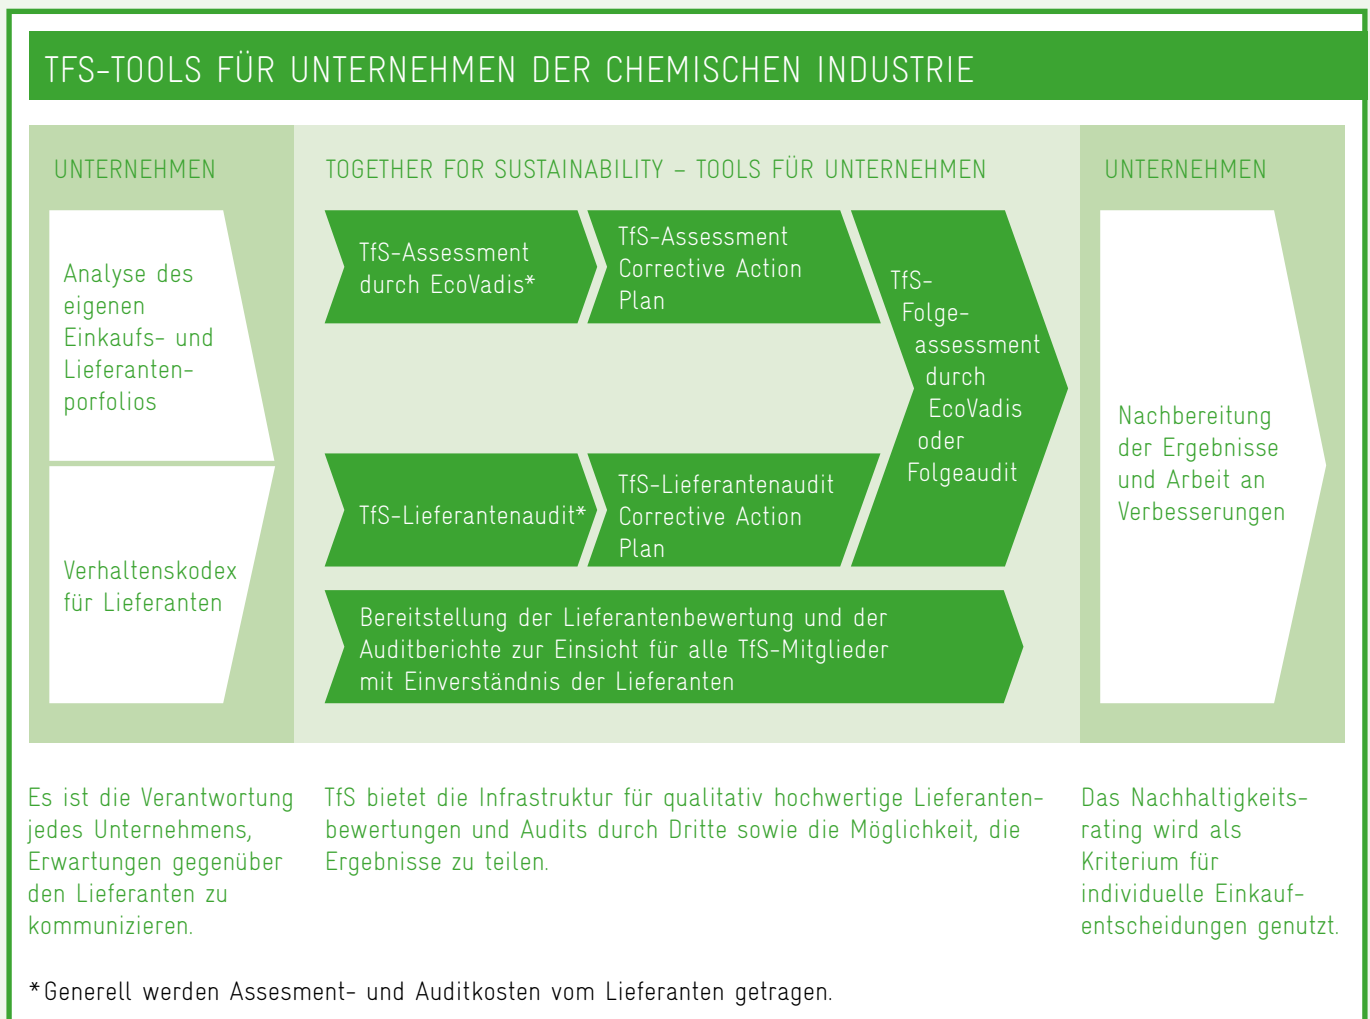 TFS-TOOLS FÜR UNTERNEHMEN DER CHEMISCHEN INDUSTRIE
UNTERNEHMEN
Analyse des
eigenen
Einkaufs- und
Lieferanten-
porfolios
Verhaltenskodex
für Lieferanten
TOGETHER FOR SUSTAINABILITY – TOOLS FÜR UNTERNEHMEN
TfS-Assessment
durch EcoVadis*
TfS-Assessment
Corrective Action
Plan
TfS-Lieferantenaudit*
TfS-Lieferantenaudit
Corrective Action
Plan
TfS-
Folge-
assessment
durch
EcoVadis
oder
Folgeaudit
Bereitstellung der Lieferantenbewertung und der
Auditberichte zur Einsicht für alle TfS-Mitglieder
mit Einverständnis der Lieferanten
UNTERNEHMEN
Nachbereitung
der Ergebnisse
und Arbeit an
Verbesserungen
Es ist die Verantwortung
jedes Unternehmens,
Erwartungen gegenüber
den Lieferanten zu
kommunizieren.
TfS bietet die Infrastruktur für qualitativ hochwertige Lieferanten-
bewertungen und Audits durch Dritte sowie die Möglichkeit, die
Ergebnisse zu teilen.
Das Nachhaltigkeits-
rating wird als
Kriterium für
individuelle Einkauf-
entscheidungen genutzt.
*Generell werden Assesment- und Auditkosten vom Lieferanten getragen.